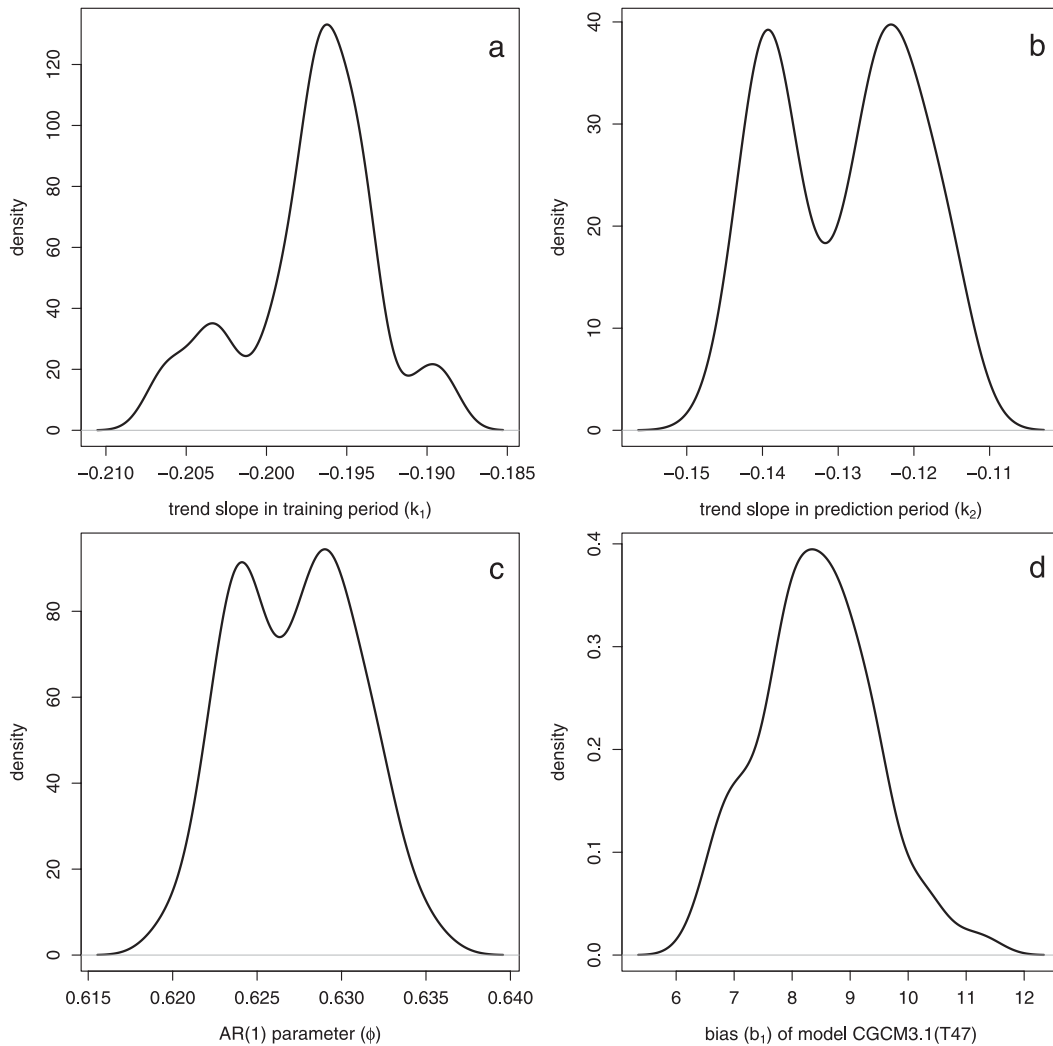 a
density
0 20 40 60 80 100 120
−0.210 −0.205 −0.200 −0.195 −0.190 −0.185
trend slope in training period (k₁)
b
density
0 10 20 30 40
−0.15 −0.14 −0.13 −0.12 −0.11
trend slope in prediction period (k₂)
c
density
0 20 40 60 80
0.615 0.620 0.625 0.630 0.635 0.640
AR(1) parameter (ϕ)
d
density
0.0 0.1 0.2 0.3 0.4
6 7 8 9 10 11 12
bias (b₁) of model CGCM3.1(T47)